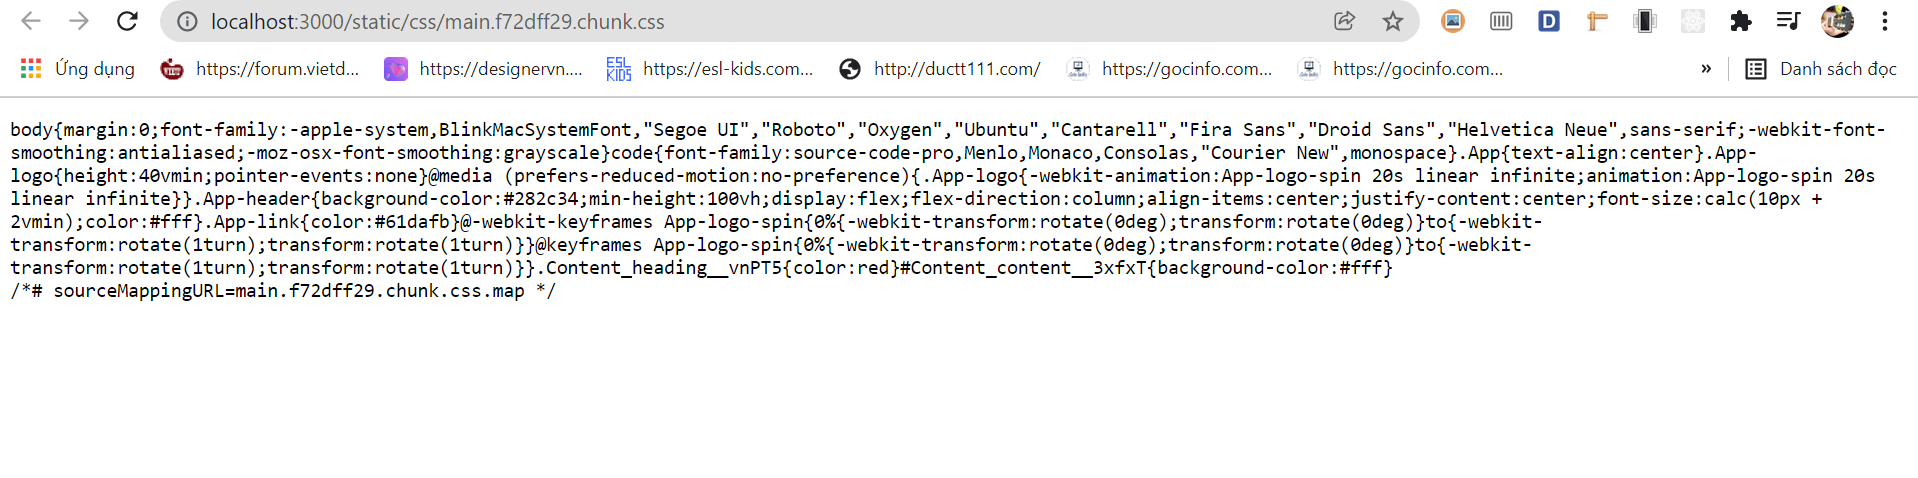 localhost:3000/static/css/main.f72dff29.chunk.css
Ứng dụng https://forum.vietd... https://designervn.... ESL KIDS https://esl-kids.com... http://ductt111.com/ https://gocinfo.com... https://gocinfo.com... » Danh sách đọc
body{margin:0;font-family:-apple-system,BlinkMacSystemFont,"Segoe UI","Roboto","Oxygen","Ubuntu","Cantarell","Fira Sans","Droid Sans","Helvetica Neue",sans-serif;-webkit-font-
smoothing:antialiased;-moz-osx-font-smoothing:grayscale}code{font-family:source-code-pro,Menlo,Monaco,Consolas,"Courier New",monospace}.App{text-align:center}.App-
logo{height:40vmin;pointer-events:none}@media (prefers-reduced-motion:no-preference){.App-logo{-webkit-animation:App-logo-spin 20s linear infinite;animation:App-logo-spin 20s
linear infinite}}.App-header{background-color:#282c34;min-height:100vh;display:flex;flex-direction:column;align-items:center;justify-content:center;font-size:calc(10px +
2vmin);color:#fff}.App-link{color:#61dafb}@-webkit-keyframes App-logo-spin{0%{-webkit-transform:rotate(0deg);transform:rotate(0deg)}to{-webkit-
transform:rotate(1turn);transform:rotate(1turn)}}@keyframes App-logo-spin{0%{-webkit-transform:rotate(0deg);transform:rotate(0deg)}to{-webkit-
transform:rotate(1turn);transform:rotate(1turn)}}.Content_heading__vnPT5{color:red}#Content_content__3xfxT{background-color:#fff}
/*# sourceMappingURL=main.f72dff29.chunk.css.map */